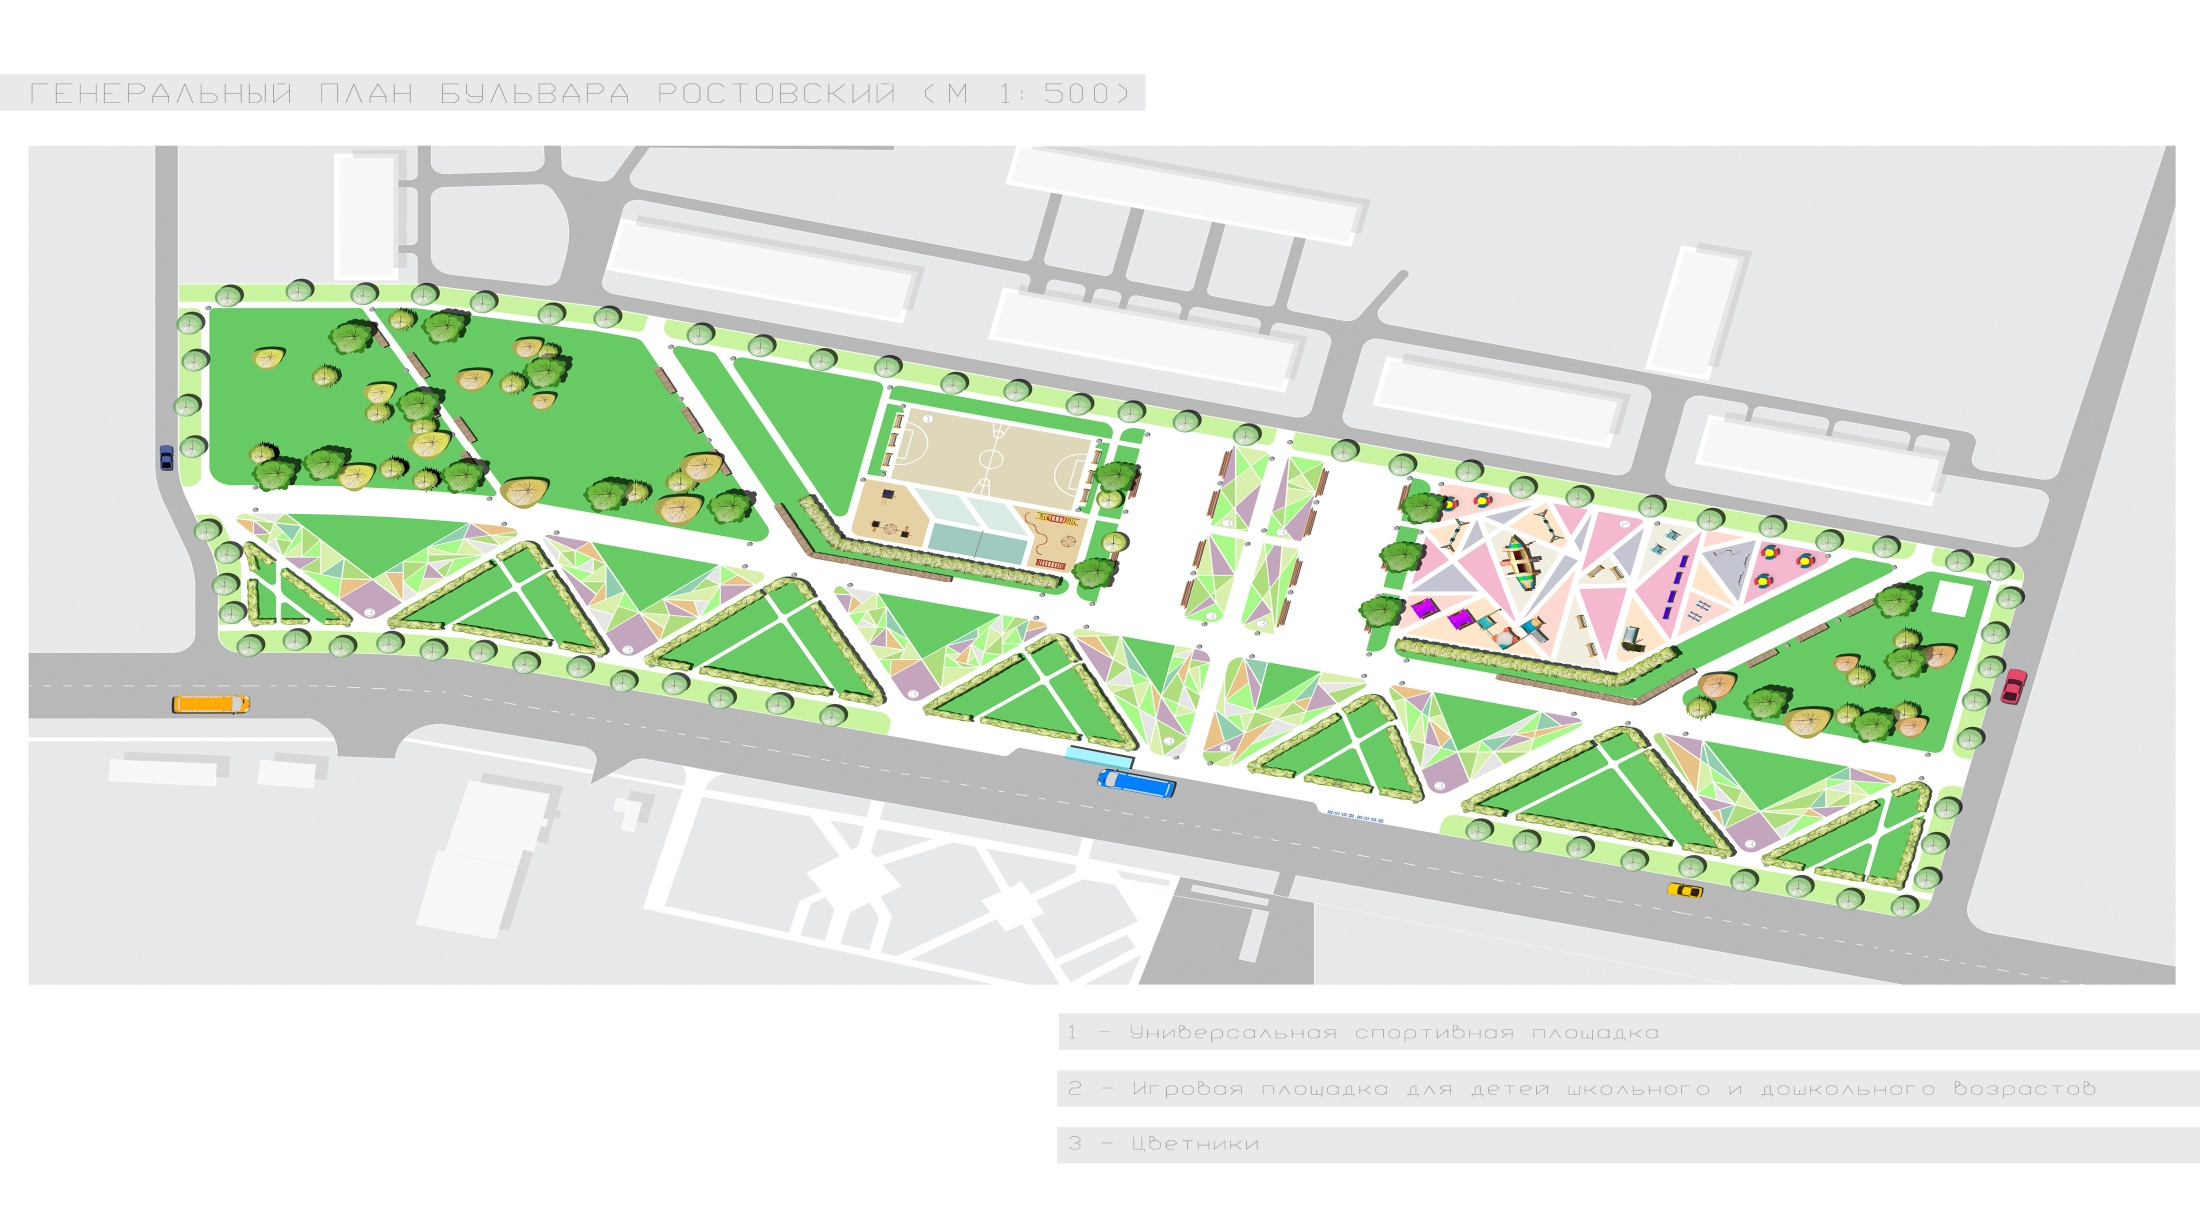 ГЕНЕРАЛЬНЫЙ ПЛАН БУЛЬВАРА РОСТОВСКИЙ (М 1:500)
1 - Универсальная спортивная площадка
2 - Игровая площадка для детей школьного и дошкольного возрастов
3 - Цветники